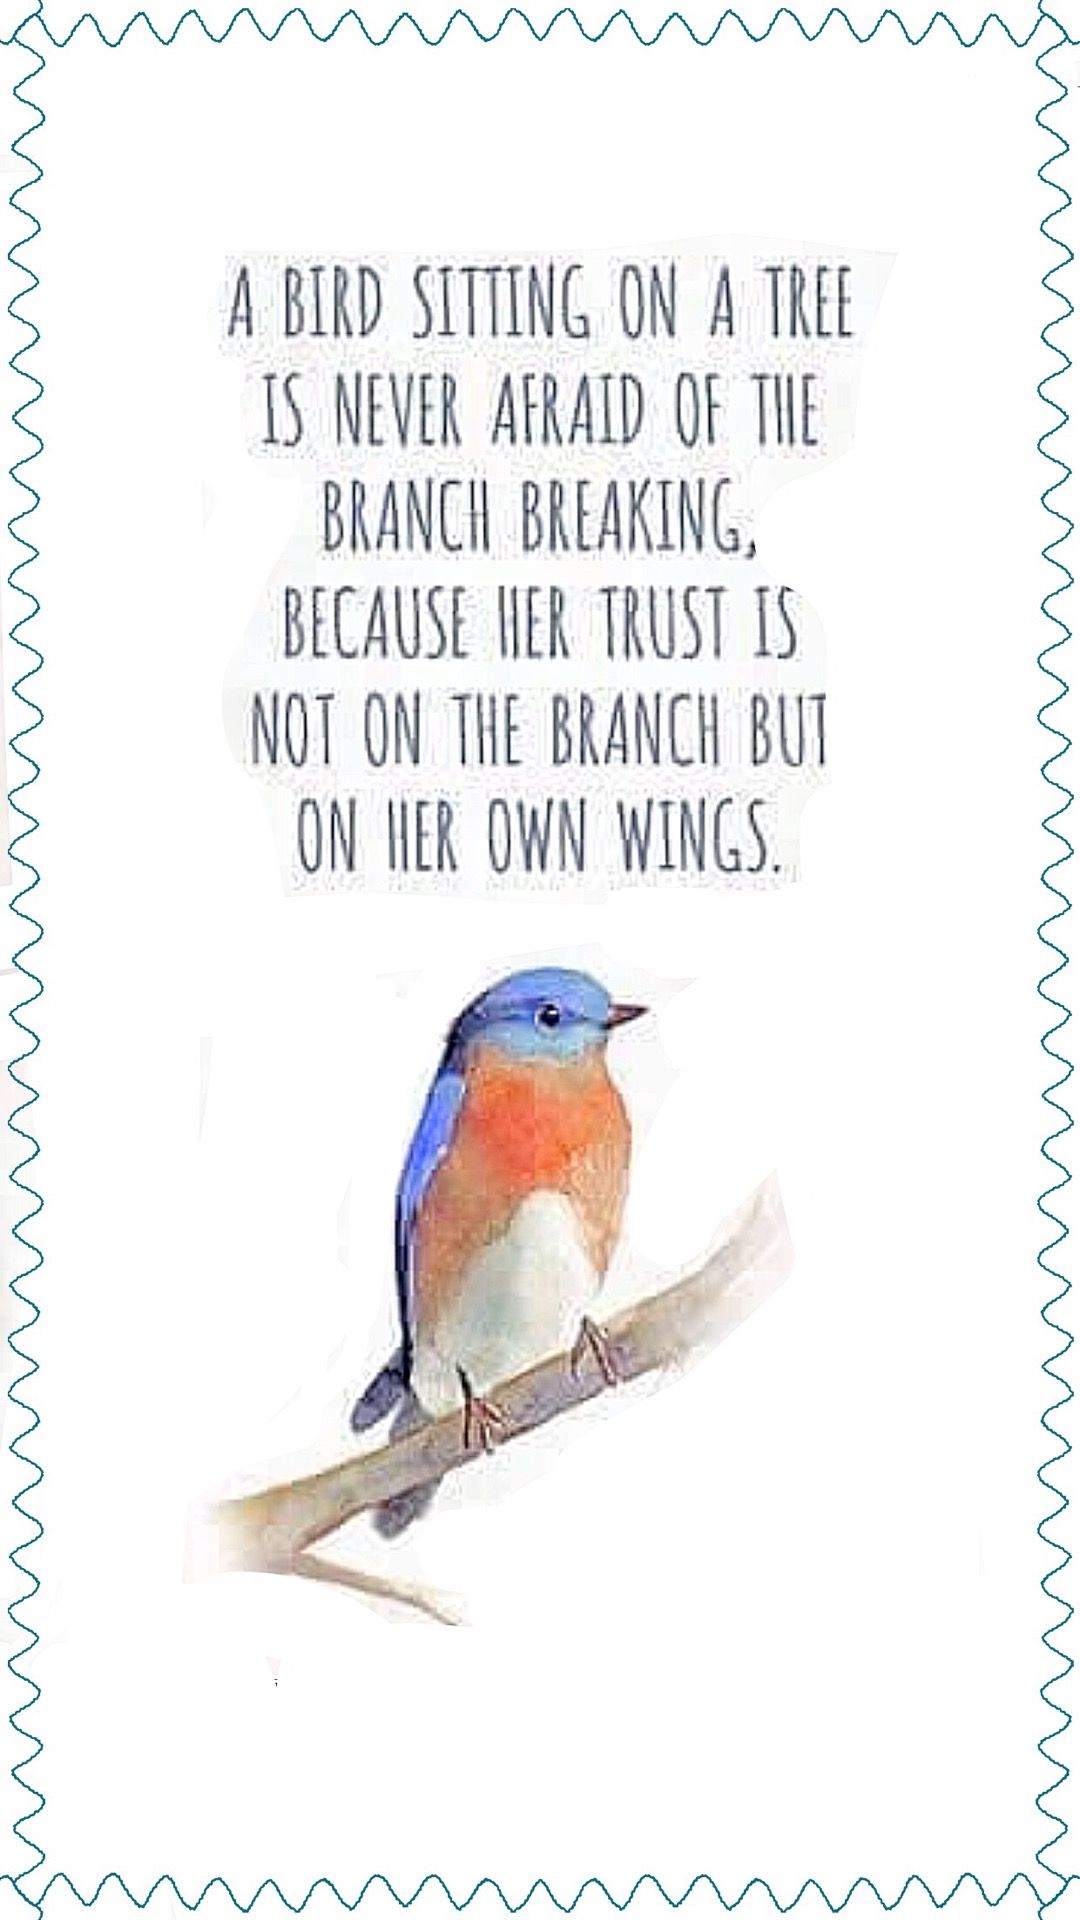 A BIRD SITTING ON A TREE
IS NEVER AFRAID OF THE
BRANCH BREAKING,
BECAUSE HER TRUST IS
NOT ON THE BRANCH BUT
ON HER OWN WINGS.